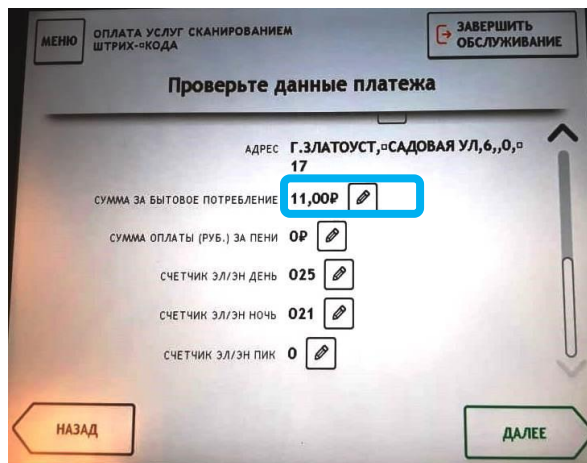 МЕНЮ
ОПЛАТА УСЛУГ СКАНИРОВАНИЕМ
ШТРИХ-¤КОДА
ЗАВЕРШИТЬ
ОБСЛУЖИВАНИЕ
Проверьте данные платежа
АДРЕС Г.ЗЛАТОУСТ,¤САДОВАЯ УЛ,6,,0,¤
17
СУММА ЗА БЫТОВОЕ ПОТРЕБЛЕНИЕ 11,00₽
СУММА ОПЛАТЫ (РУБ.) ЗА ПЕНИ 0₽
СЧЕТЧИК ЭЛ/ЭН ДЕНЬ 025
СЧЕТЧИК ЭЛ/ЭН НОЧЬ 021
СЧЕТЧИК ЭЛ/ЭН ПИК 0
НАЗАД
ДАЛЕЕ